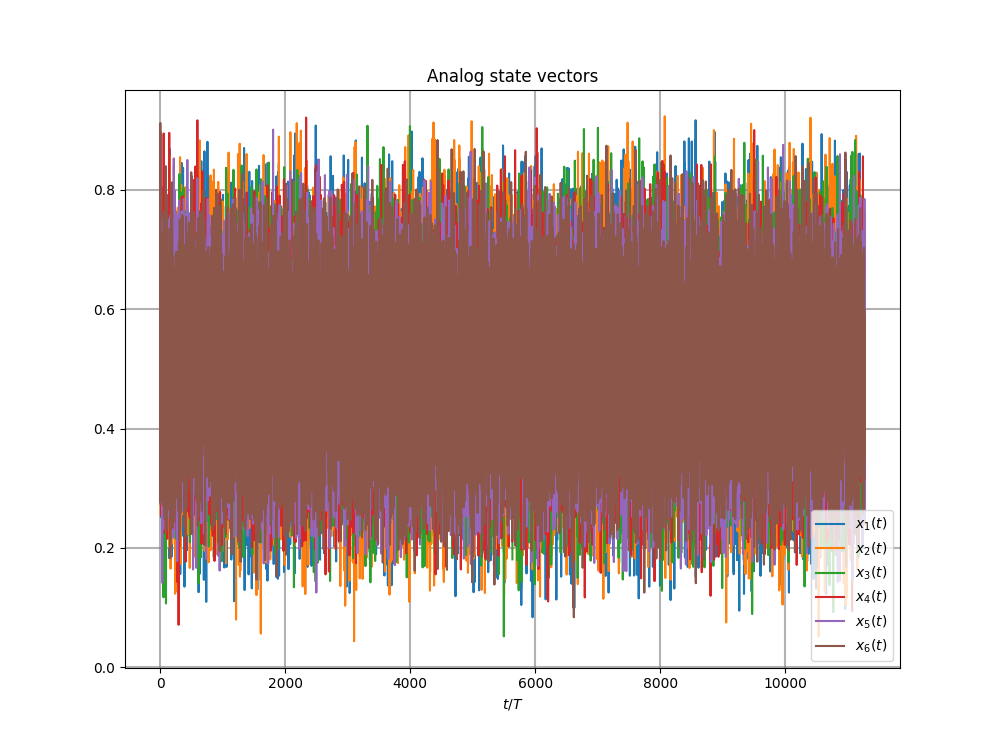 Analog state vectors
0.8
0.6
0.4
0.2
0.0
0 2000 4000 6000 8000 10000
t/T
x₁(t)
x₂(t)
x₃(t)
x₄(t)
x₅(t)
x₆(t)